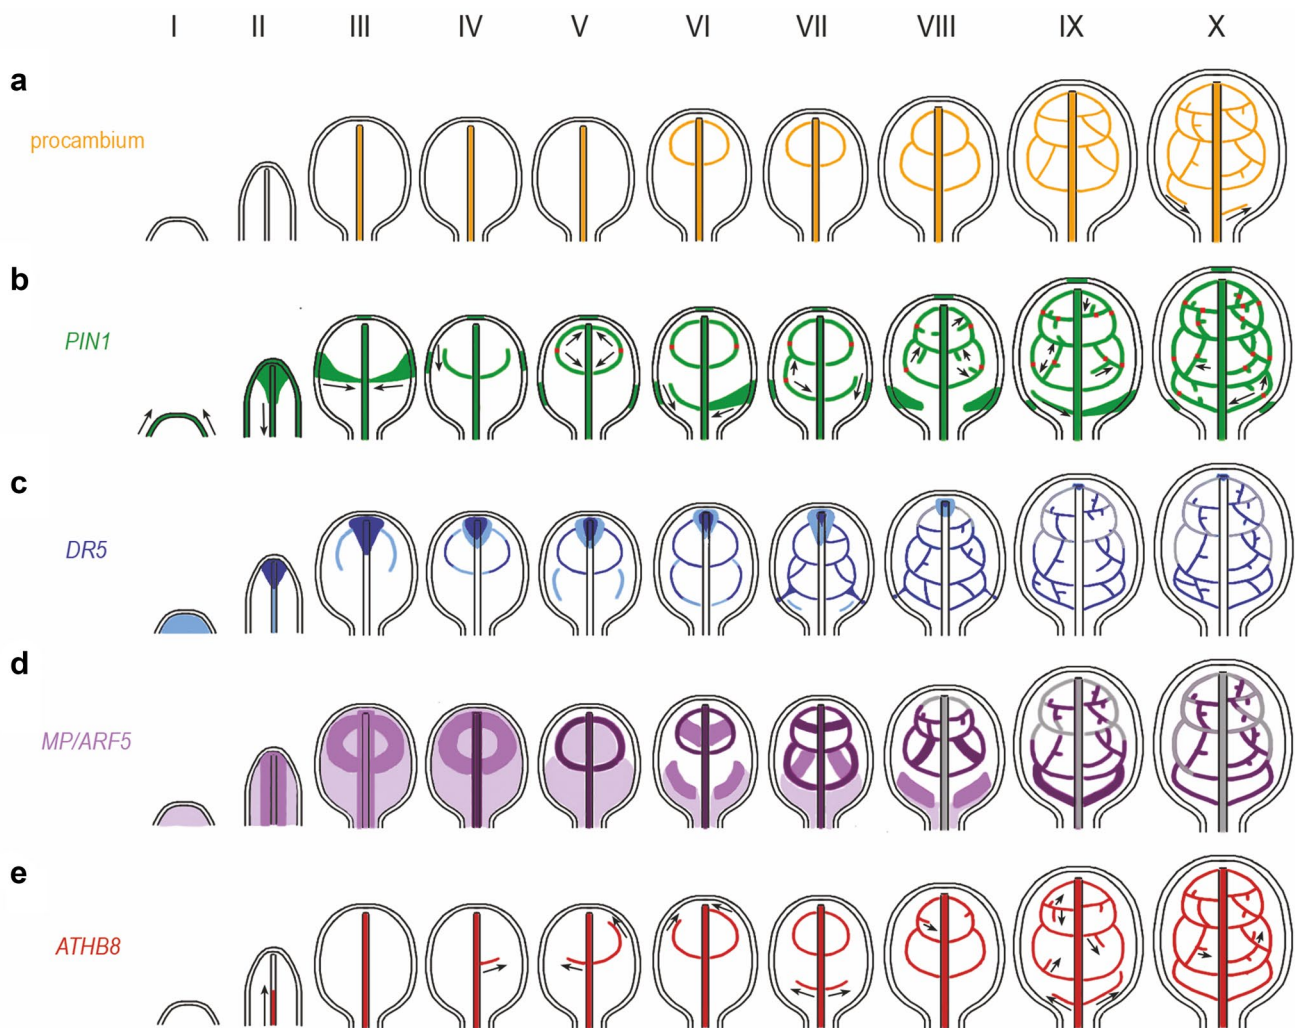 I II III IV V VI VII VIII IX X
a
procambium
b
PIN1
c
DR5
d
MP/ARF5
e
ATHB8